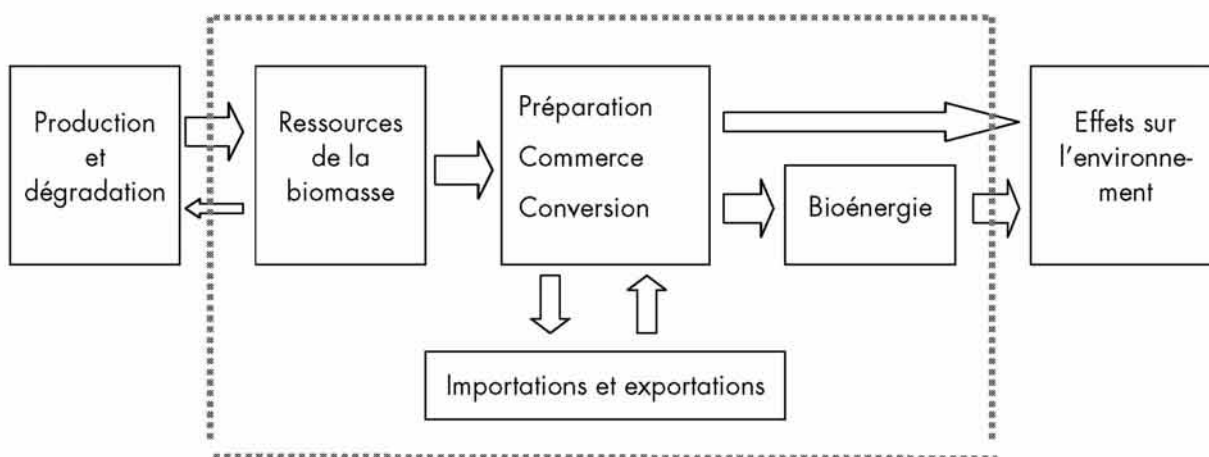 Production
et
dégradation
Ressources
de la
biomasse
Préparation
Commerce
Conversion
Bioénergie
Effets sur
l'environne-
ment
Importations et exportations